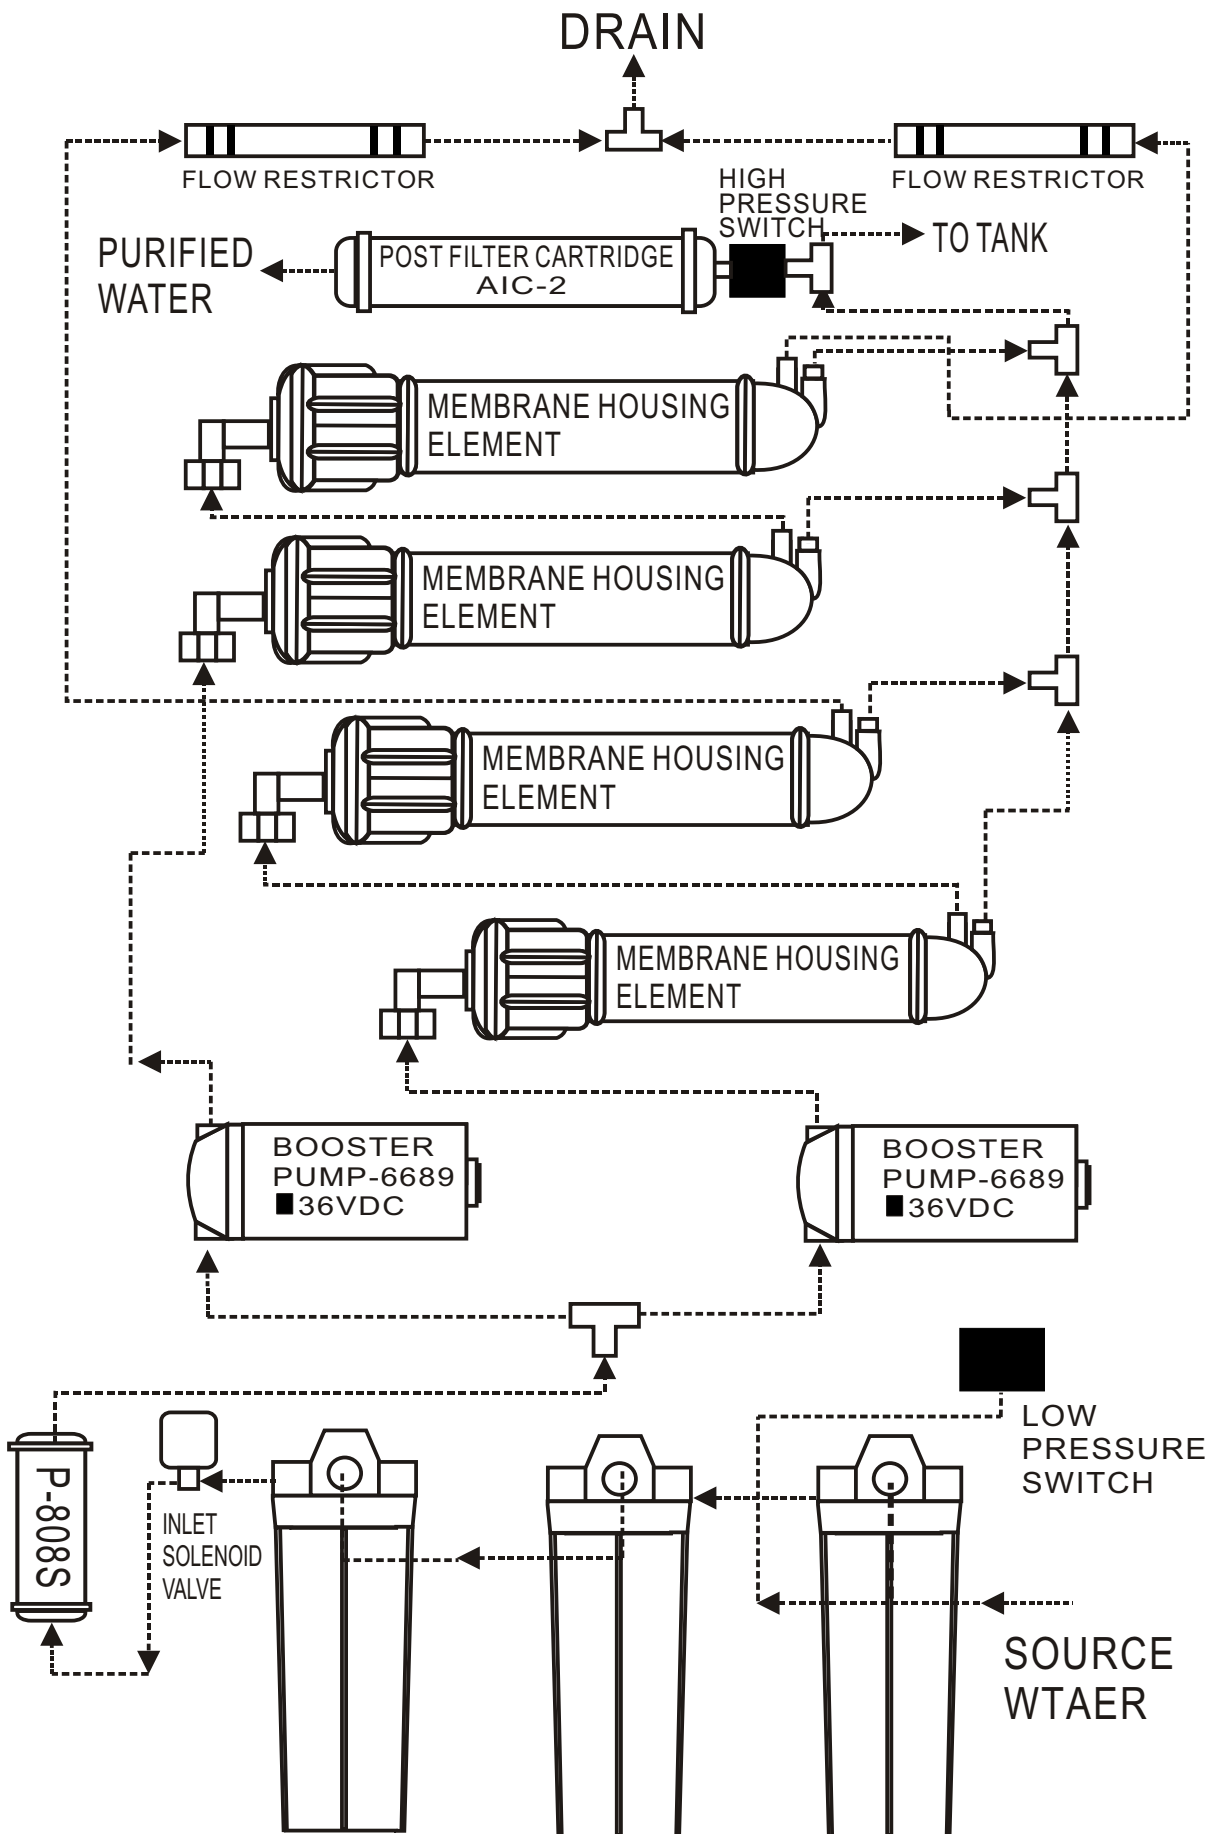 DRAIN
FLOW RESTRICTOR
FLOW RESTRICTOR
HIGH
PRESSURE
SWITCH
TO TANK
PURIFIED
WATER
POST FILTER CARTRIDGE
AIC-2
MEMBRANE HOUSING
ELEMENT
MEMBRANE HOUSING
ELEMENT
MEMBRANE HOUSING
ELEMENT
MEMBRANE HOUSING
ELEMENT
BOOSTER
PUMP-6689
36VDC
BOOSTER
PUMP-6689
36VDC
LOW
PRESSURE
SWITCH
P-808S
INLET
SOLENOID
VALVE
SOURCE
WTAER